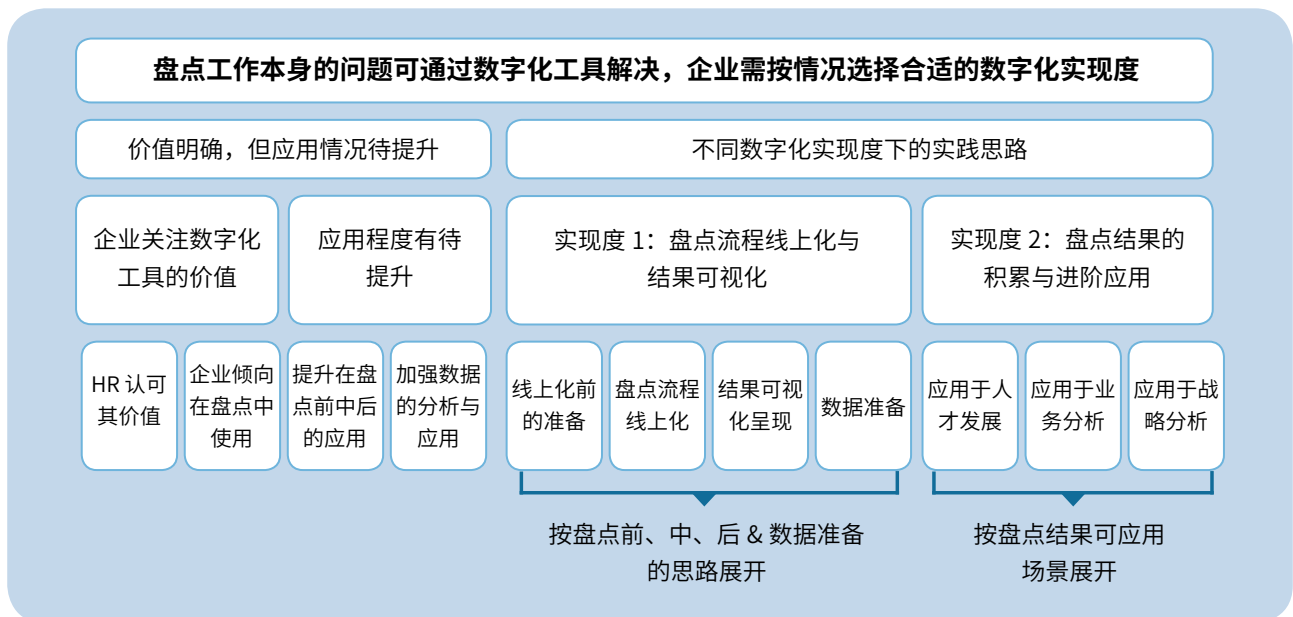 盘点工作本身的问题可通过数字化工具解决，企业需按情况选择合适的数字化实现度
价值明确，但应用情况待提升
不同数字化实现度下的实践思路
企业关注数字化
工具的价值
应用程度有待
提升
实现度 1：盘点流程线上化与
结果可视化
实现度 2：盘点结果的
积累与进阶应用
HR 认可
其价值
企业倾向
在盘点中
使用
提升在盘
点前中后
的应用
加强数据
的分析与
应用
线上化前
的准备
盘点流程
线上化
结果可视
化呈现
数据准备
应用于人
才发展
应用于业
务分析
应用于战
略分析
按盘点前、中、后 & 数据准备
的思路展开
按盘点结果可应用
场景展开